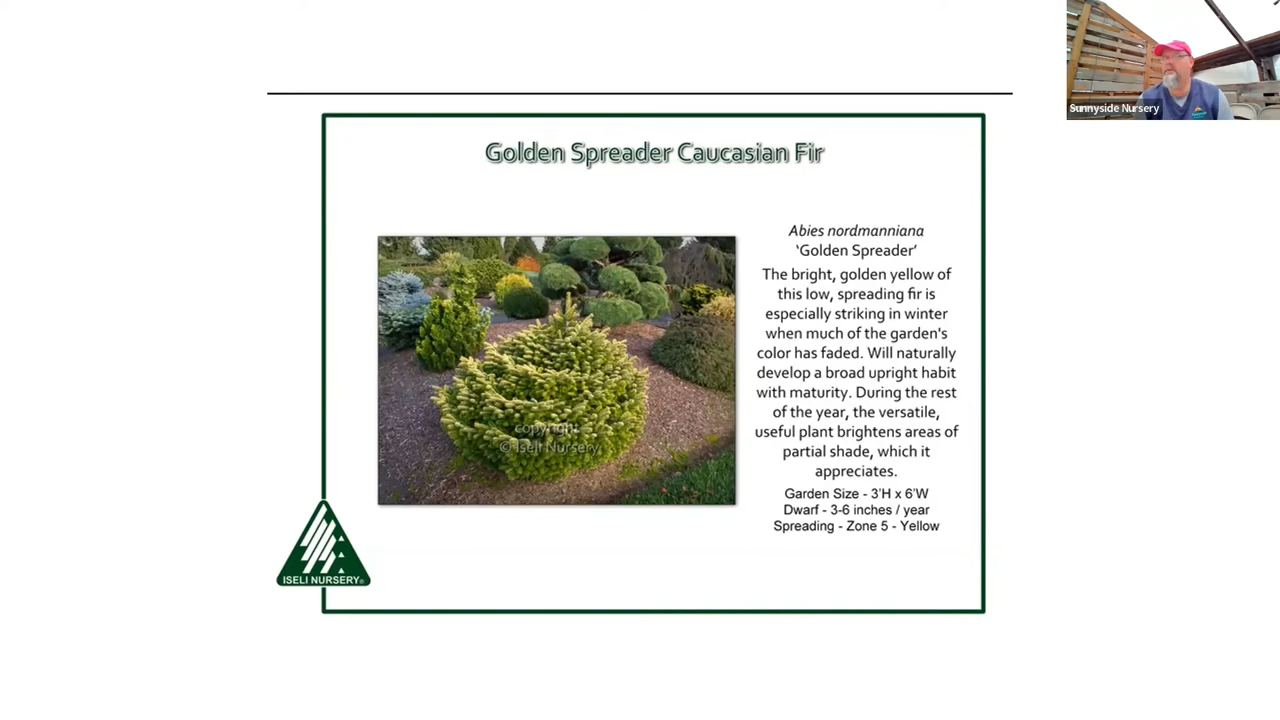 Sunnyside Nursery
Golden Spreader Caucasian Fir
Abies nordmanniana
‘Golden Spreader’
The bright, golden yellow of
this low, spreading fir is
especially striking in winter
when much of the garden's
color has faded. Will naturally
develop a broad upright habit
with maturity. During the rest
of the year, the versatile,
useful plant brightens areas of
partial shade, which it
appreciates.
Garden Size - 3'H x 6'W
Dwarf - 3-6 inches / year
Spreading - Zone 5 - Yellow
copyright
© Iseli Nursery
ISELI NURSERY®